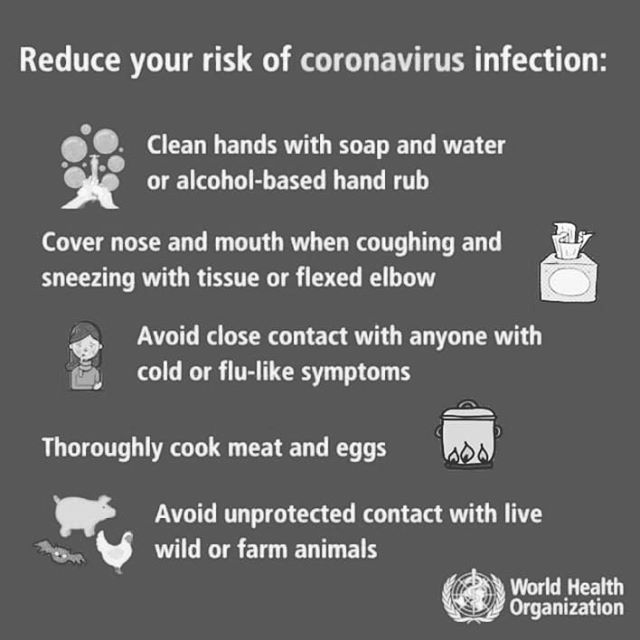 Reduce your risk of coronavirus infection:
Clean hands with soap and water
or alcohol-based hand rub
Cover nose and mouth when coughing and
sneezing with tissue or flexed elbow
Avoid close contact with anyone with
cold or flu-like symptoms
Thoroughly cook meat and eggs
Avoid unprotected contact with live
wild or farm animals
World Health
Organization